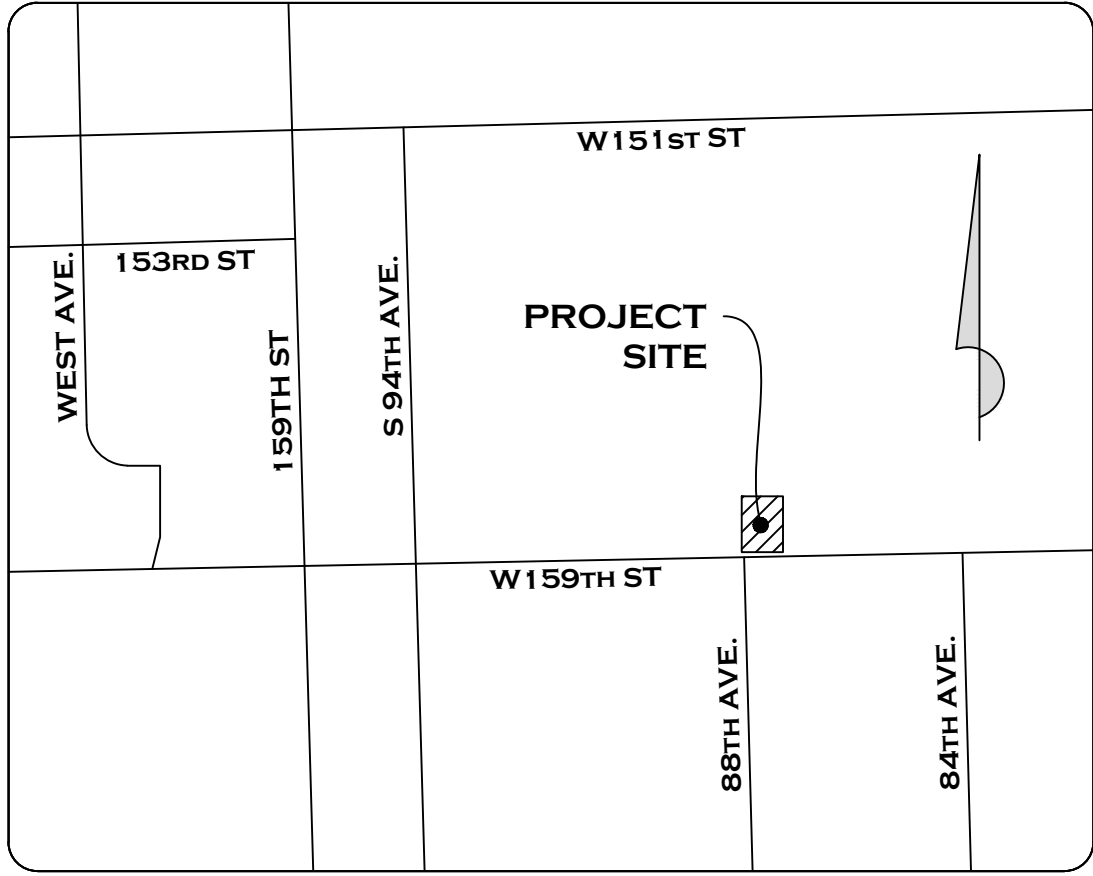 W151ST ST
153RD ST
WEST AVE.
159TH ST
S 94TH AVE.
PROJECT
SITE
W159TH ST
88TH AVE.
84TH AVE.